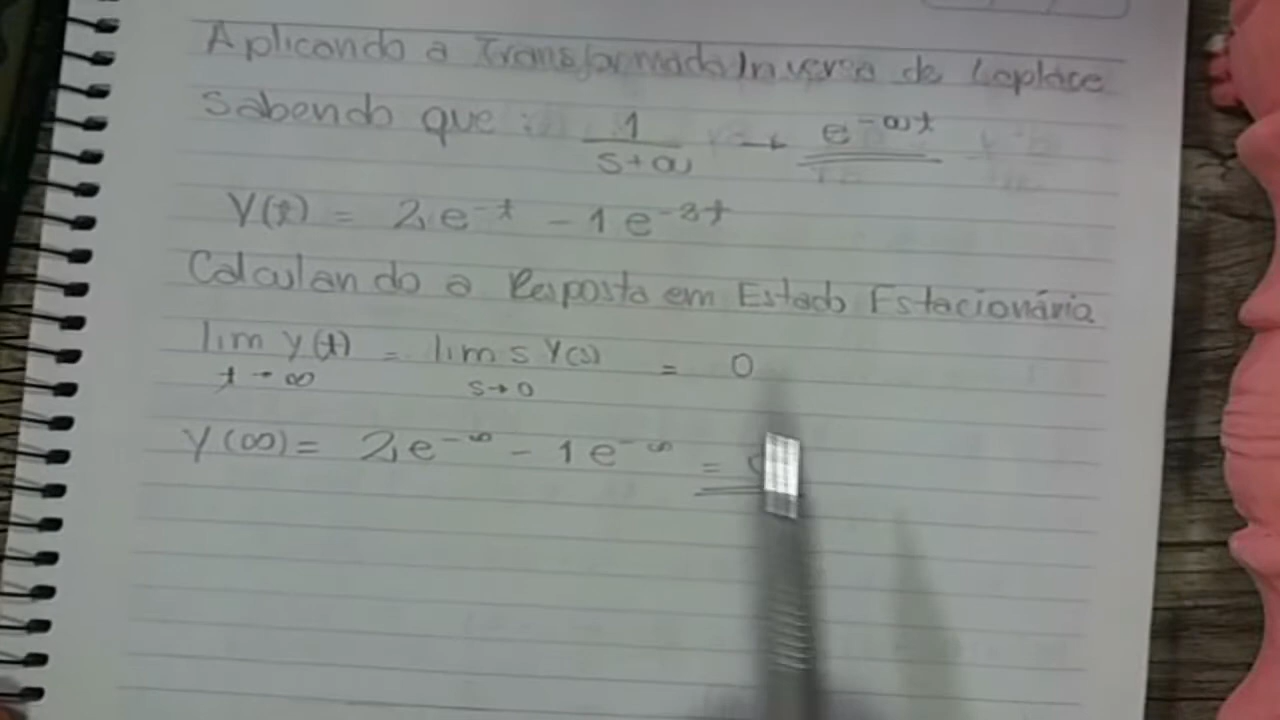 Aplicando a Transformada Inversa de Laplace
Sabendo que: 1/(s+a) → e^-at
Y(t) = 2e^-t - 1e^-2t
Calculando a Resposta em Estado Estacionária
lim t→∞ y(t) = lim s→0 s Y(s) = 0
Y(∞) = 2e^-∞ - 1e^-∞ =